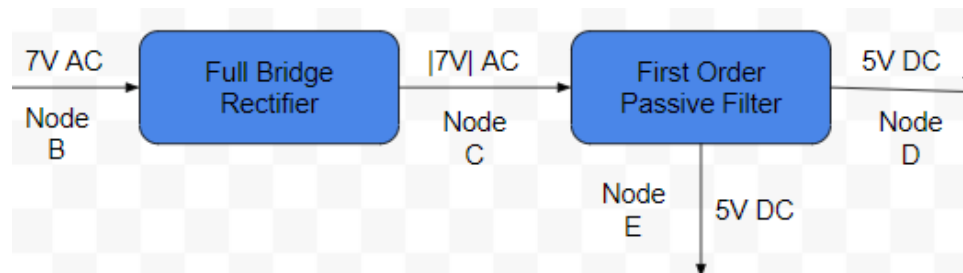 7V AC
Node
B
Full Bridge
Rectifier
|7V| AC
Node
C
First Order
Passive Filter
5V DC
Node
D
Node
E
5V DC